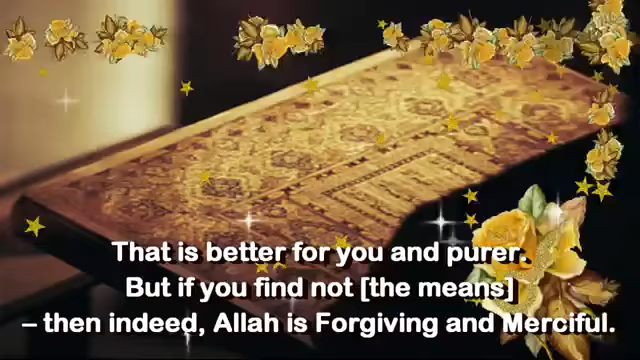 That is better for you and purer.
But if you find not [the means]
– then indeed, Allah is Forgiving and Merciful.